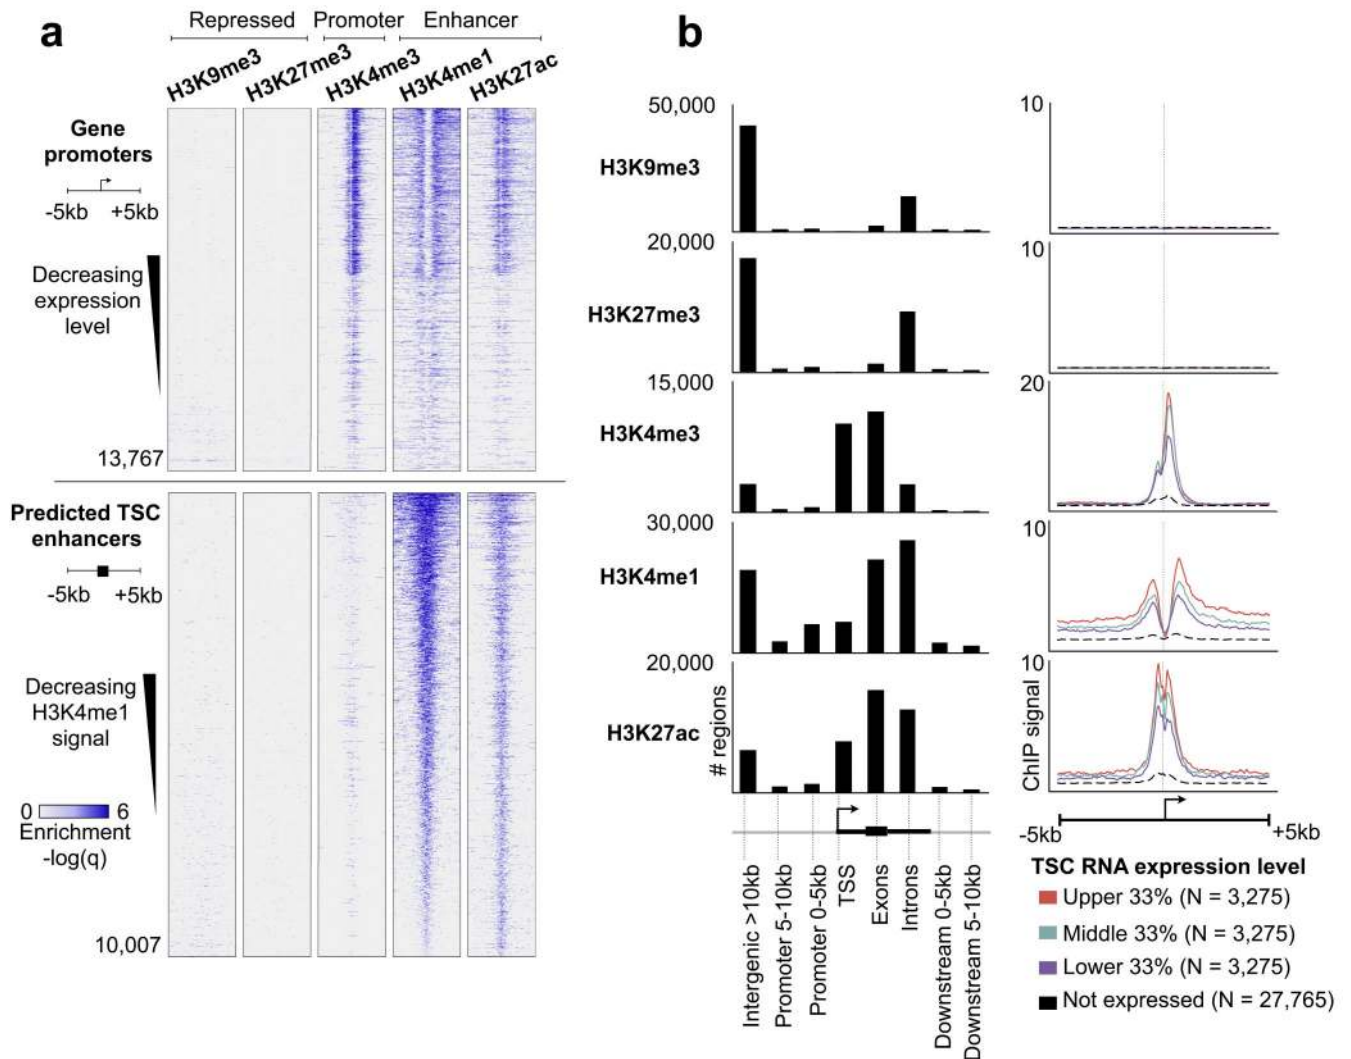 a
Repressed Promoter Enhancer
H3K9me3 H3K27me3 H3K4me3 H3K4me1 H3K27ac
Gene
promoters
-5kb +5kb
Decreasing
expression
level
13,767
Predicted TSC
enhancers
-5kb +5kb
Decreasing
H3K4me1
signal
0 6
Enrichment
-log(q)
10,007
b
50,000
H3K9me3
20,000
H3K27me3
15,000
H3K4me3
30,000
H3K4me1
20,000
H3K27ac
# regions
Intergenic >10kb
Promoter 5-10kb
Promoter 0-5kb
TSS
Exons
Introns
Downstream 0-5kb
Downstream 5-10kb
10
10
20
10
10
ChIP signal
-5kb +5kb
TSC RNA expression level
Upper 33% (N = 3,275)
Middle 33% (N = 3,275)
Lower 33% (N = 3,275)
Not expressed (N = 27,765)